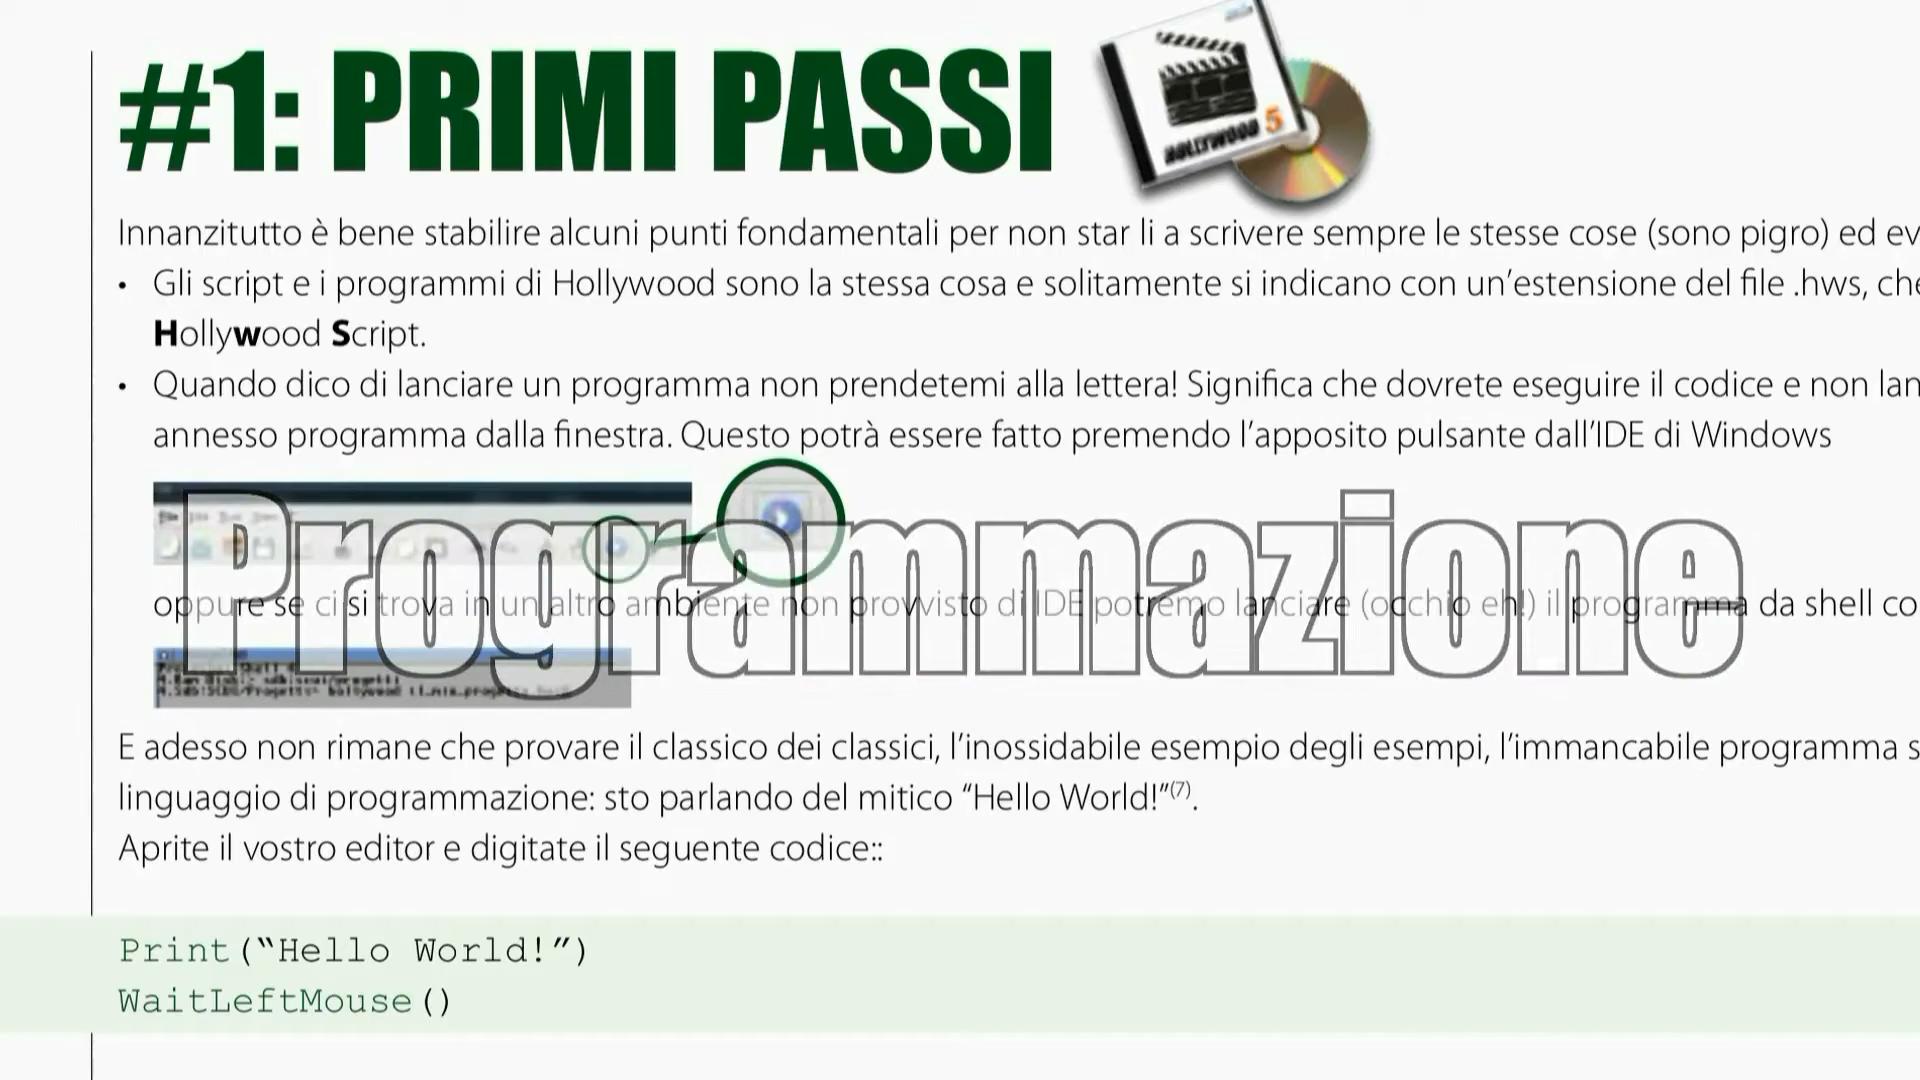 #1: PRIMI PASSI
HOLLYWOOD 5
Innanzitutto è bene stabilire alcuni punti fondamentali per non star li a scrivere sempre le stesse cose (sono pigro) ed ev
• Gli script e i programmi di Hollywood sono la stessa cosa e solitamente si indicano con un’estensione del file .hws, che
Hollywood Script.
• Quando dico di lanciare un programma non prendetemi alla lettera! Significa che dovrete eseguire il codice e non lan
annesso programma dalla finestra. Questo potrà essere fatto premendo l’apposito pulsante dall’IDE di Windows
Programmazione
oppure se ci si trova in un altro ambiente non provvisto di IDE potremo lanciare (occhio eh!) il programma da shell co
E adesso non rimane che provare il classico dei classici, l’inossidabile esempio degli esempi, l’immancabile programma s
linguaggio di programmazione: sto parlando del mitico “Hello World!”(7).
Aprite il vostro editor e digitate il seguente codice::
Print(“Hello World!”)
WaitLeftMouse()